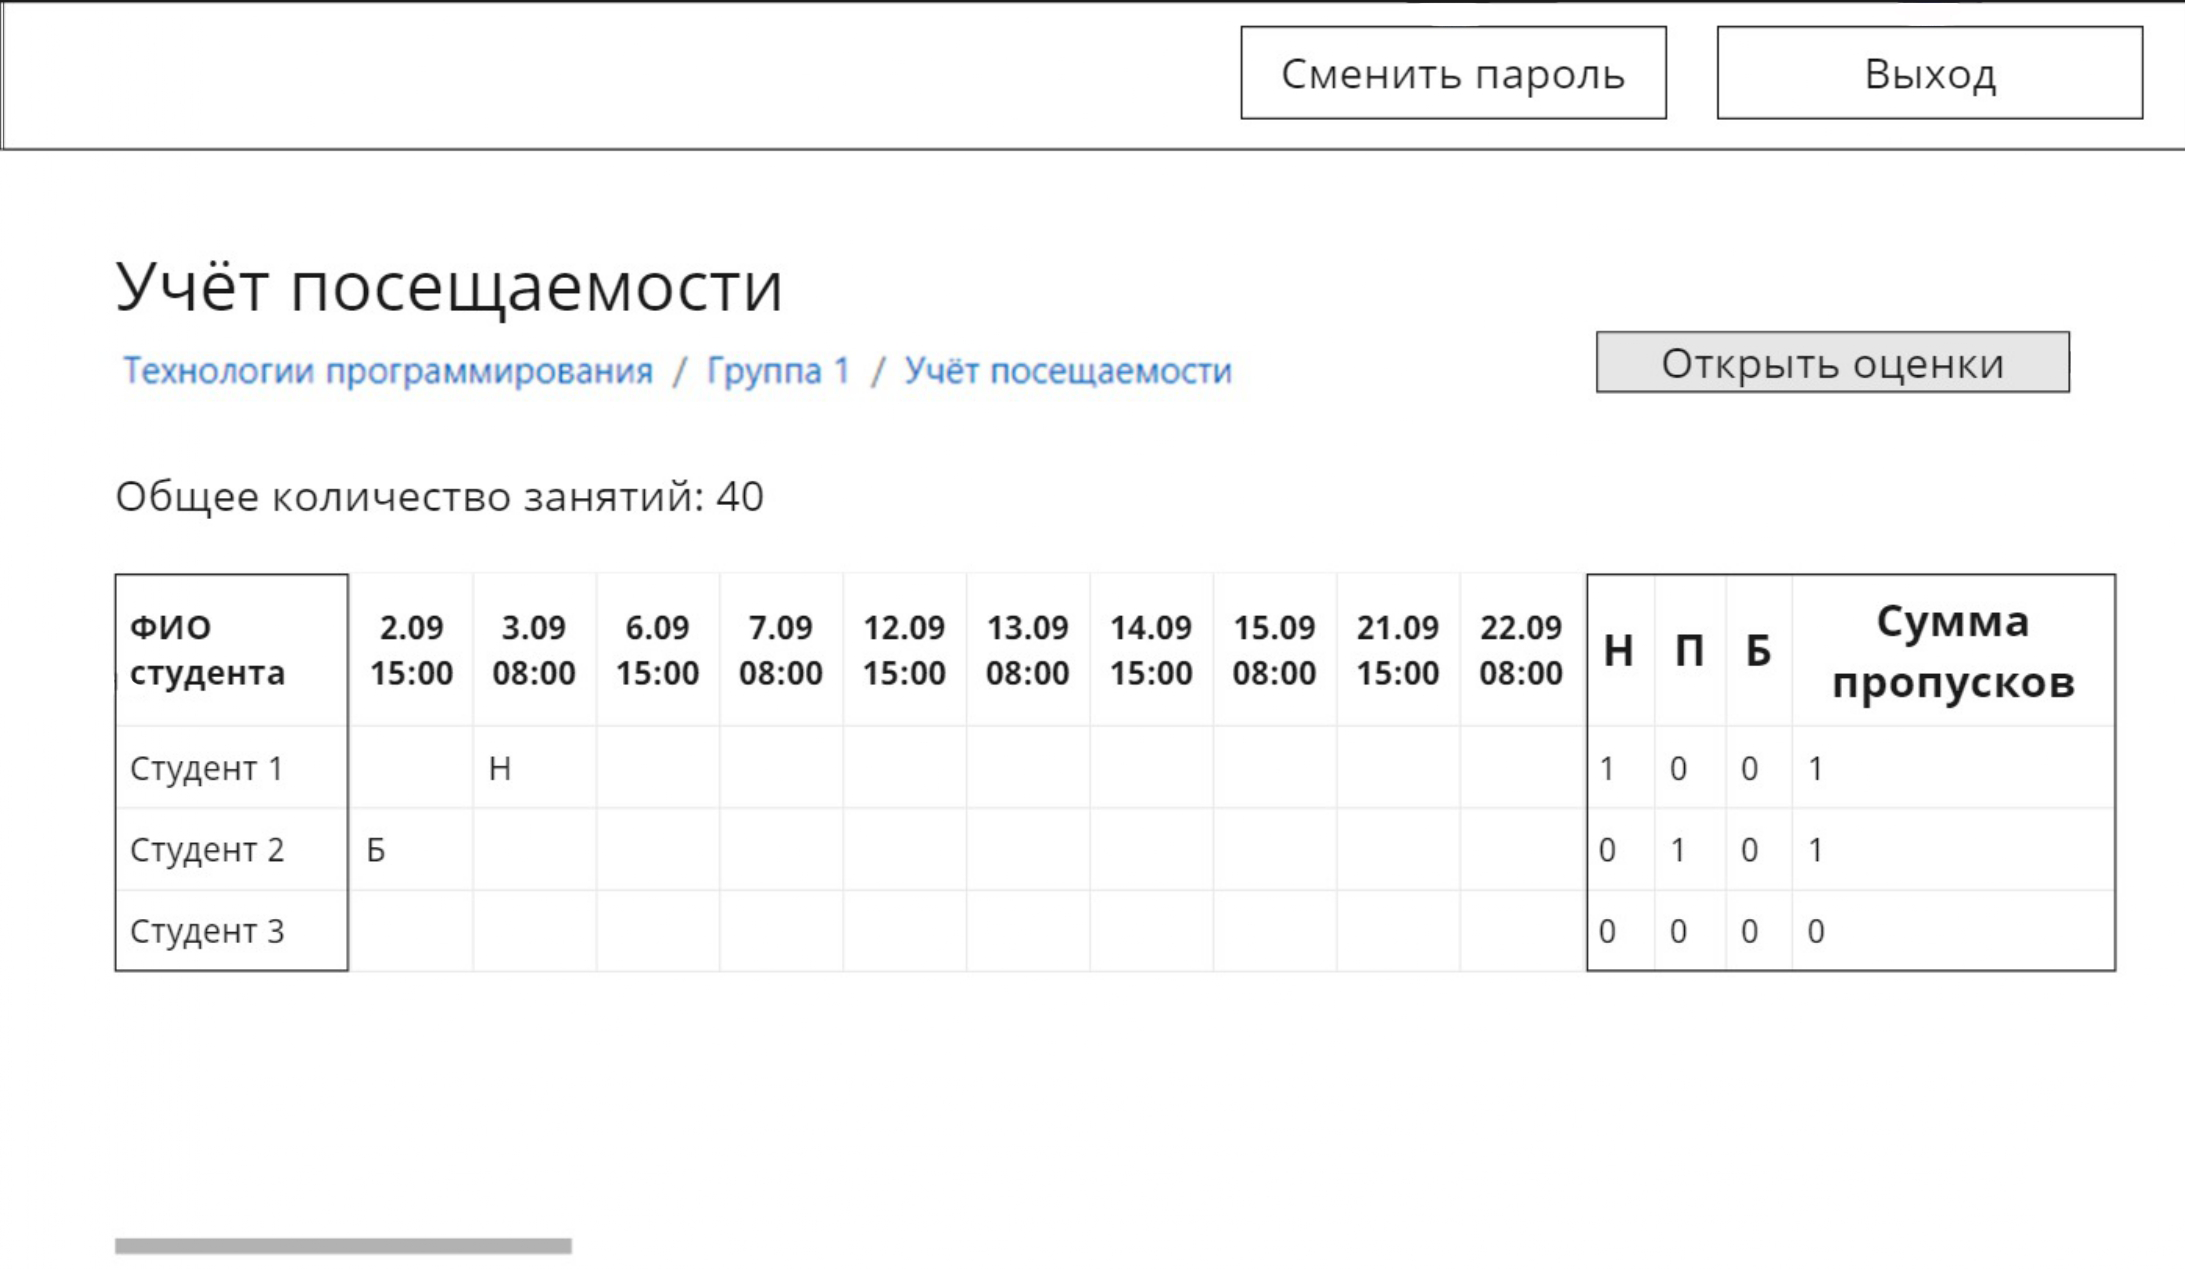 Сменить пароль Выход
Учёт посещаемости
Технологии программирования / Группа 1 / Учёт посещаемости
Открыть оценки
Общее количество занятий: 40
ФИО студента 2.09 15:00 3.09 08:00 6.09 15:00 7.09 08:00 12.09 15:00 13.09 08:00 14.09 15:00 15.09 08:00 21.09 15:00 22.09 08:00 Н П Б Сумма пропусков
Студент 1 Н 1 0 0 1
Студент 2 Б 0 1 0 1
Студент 3 0 0 0 0